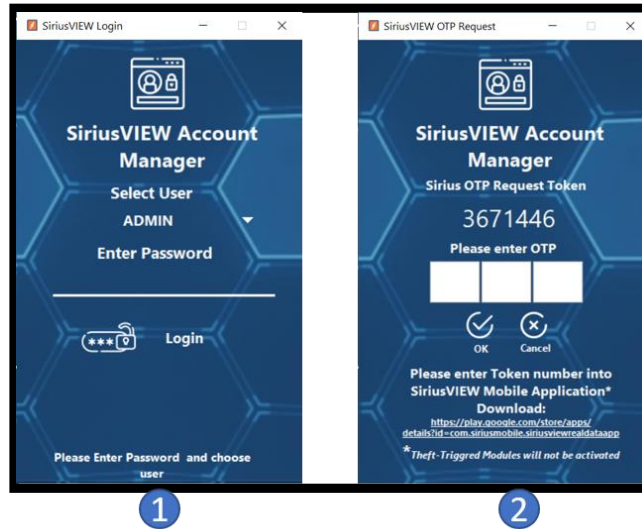 SiriusVIEW Login
SiriusVIEW Account
Manager
Select User
ADMIN
Enter Password
***
Login
Please Enter Password and choose
user
1
SiriusVIEW OTP Request
SiriusVIEW Account
Manager
Sirius OTP Request Token
3671446
Please enter OTP
OK Cancel
Please enter Token number into
SiriusVIEW Mobile Application*
Download:
https://play.google.com/store/apps/
details?id=com.siriusmobile.siriusviewrealdataapp
*Theft-Triggred Modules will not be activated
2